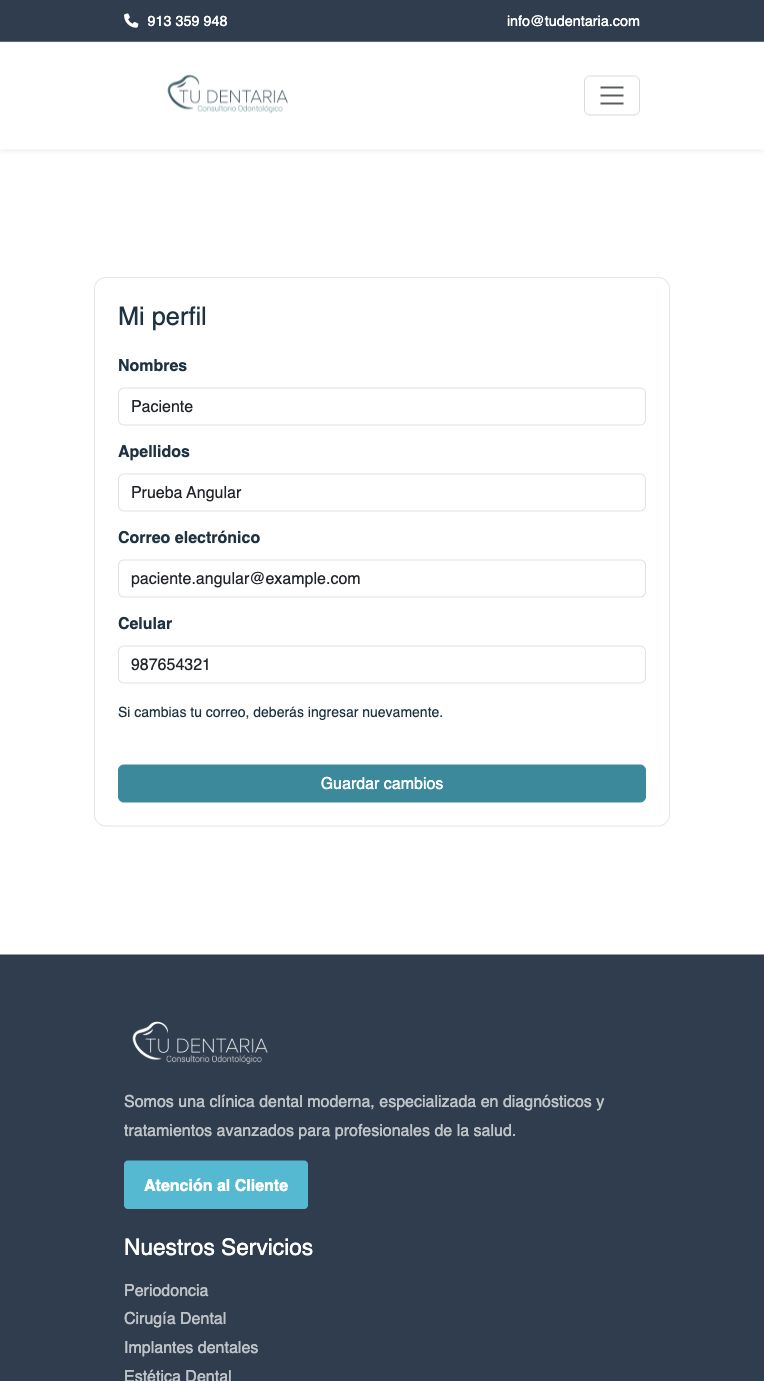 913 359 948
info@tudentaria.com
TU DENTARIA
Consultorio Odontológico
Mi perfil
Nombres
Paciente
Apellidos
Prueba Angular
Correo electrónico
paciente.angular@example.com
Celular
987654321
Si cambias tu correo, deberás ingresar nuevamente.
Guardar cambios
TU DENTARIA
Consultorio Odontológico
Somos una clínica dental moderna, especializada en diagnósticos y
tratamientos avanzados para profesionales de la salud.
Atención al Cliente
Nuestros Servicios
Periodoncia
Cirugía Dental
Implantes dentales
Estética Dental